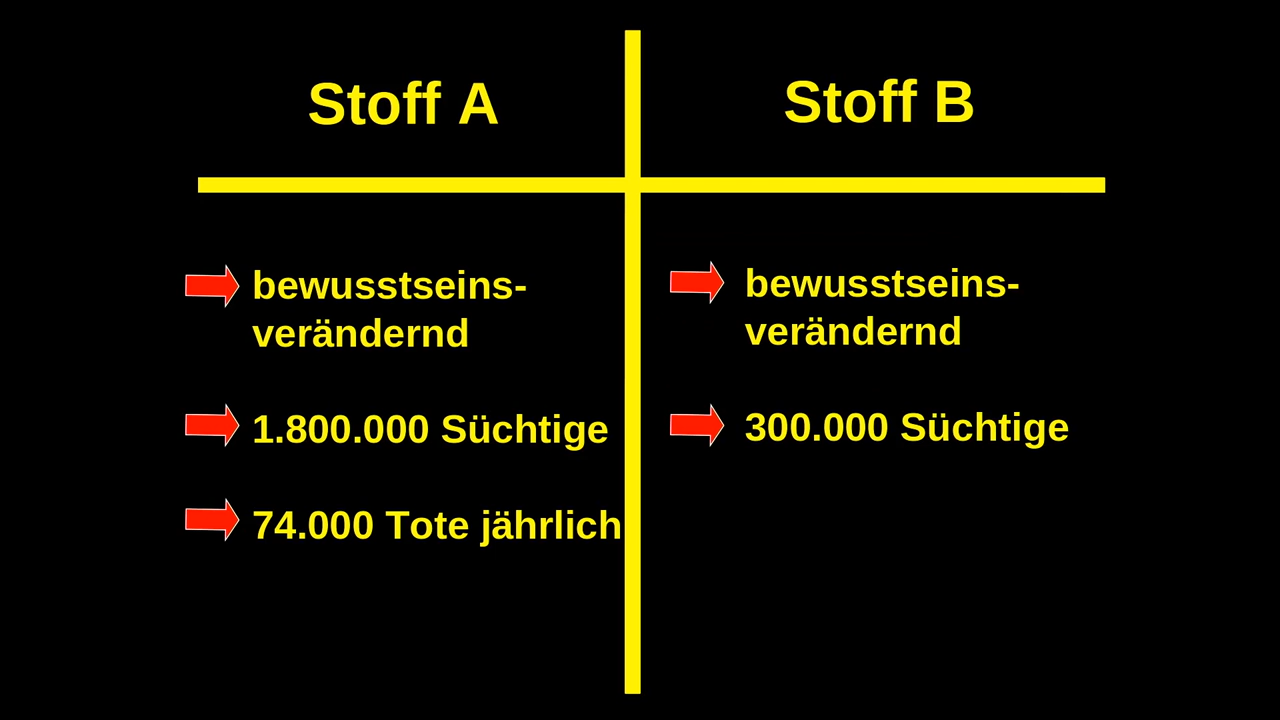 Stoff A
Stoff B
bewusstseins-
verändernd
1.800.000 Süchtige
74.000 Tote jährlich
bewusstseins-
verändernd
300.000 Süchtige